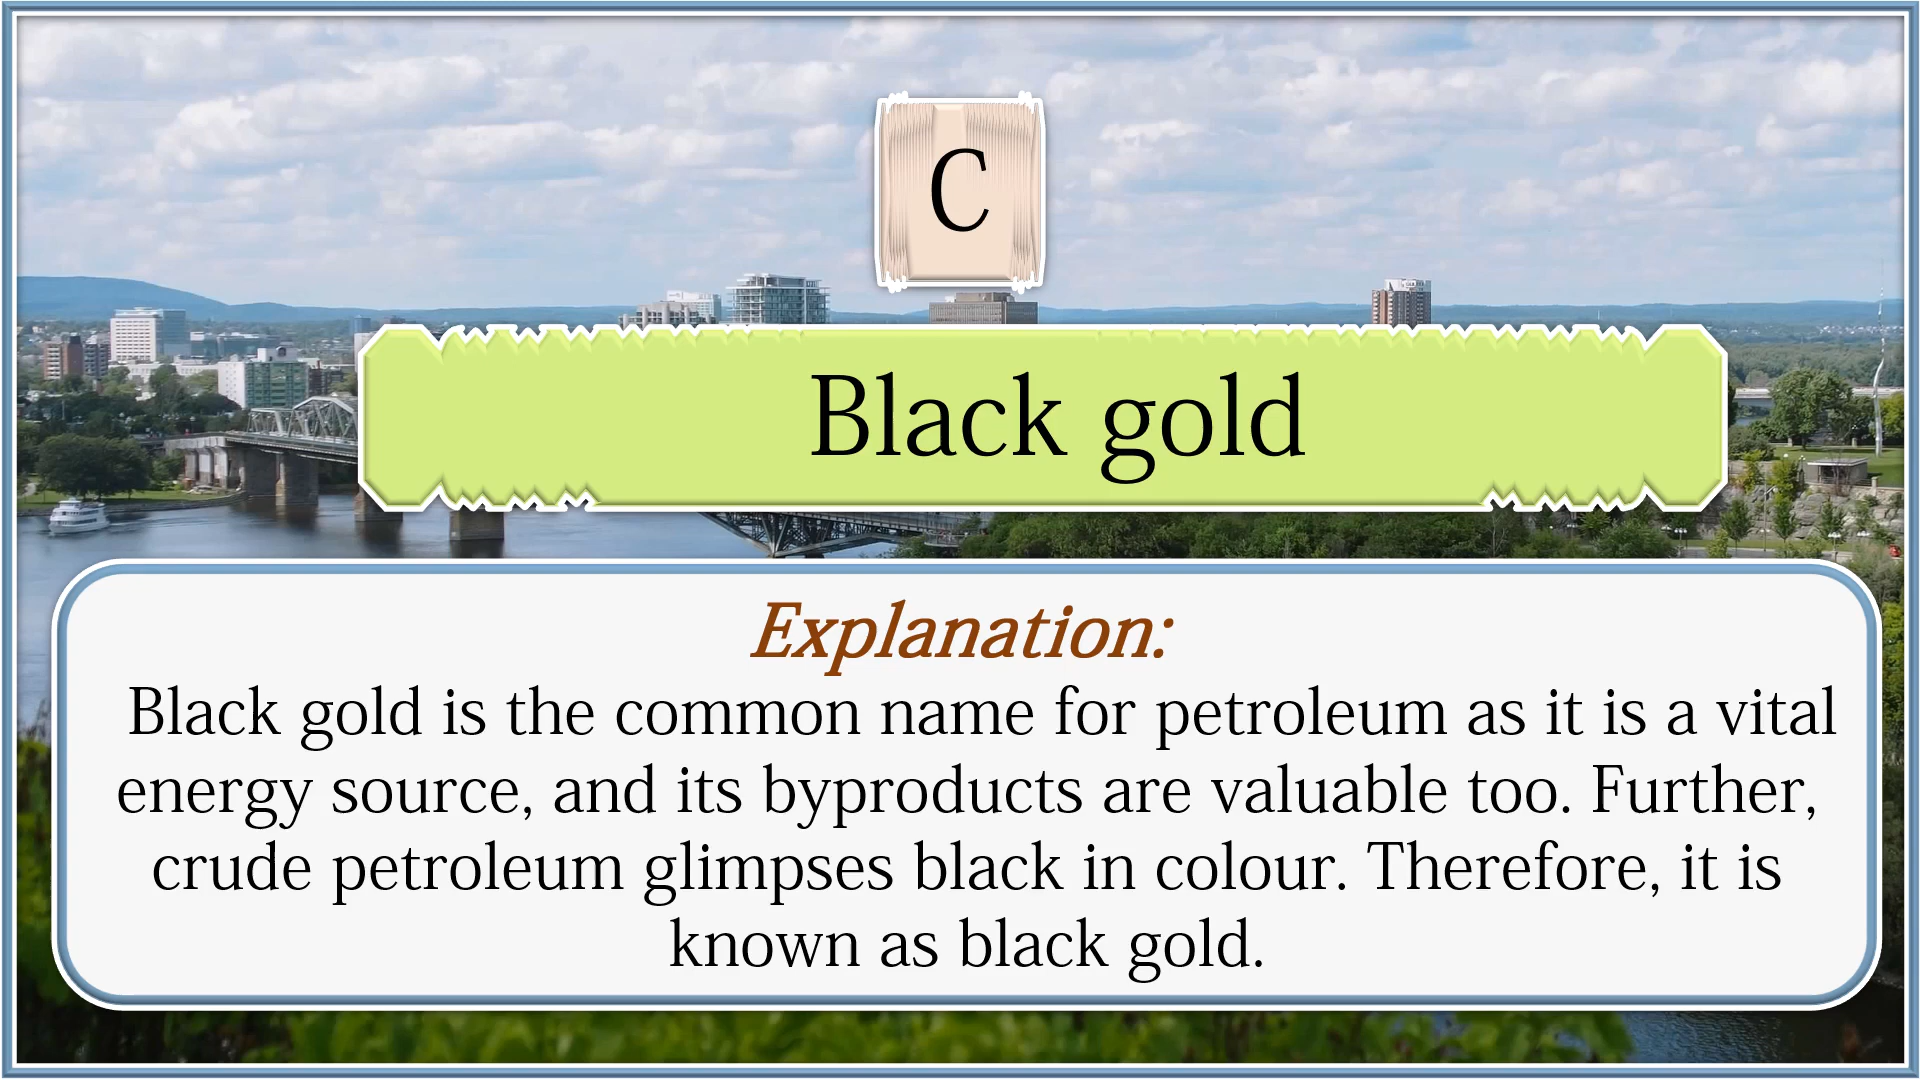 C
Black gold
Explanation:
Black gold is the common name for petroleum as it is a vital
energy source, and its byproducts are valuable too. Further,
crude petroleum glimpses black in colour. Therefore, it is
known as black gold.